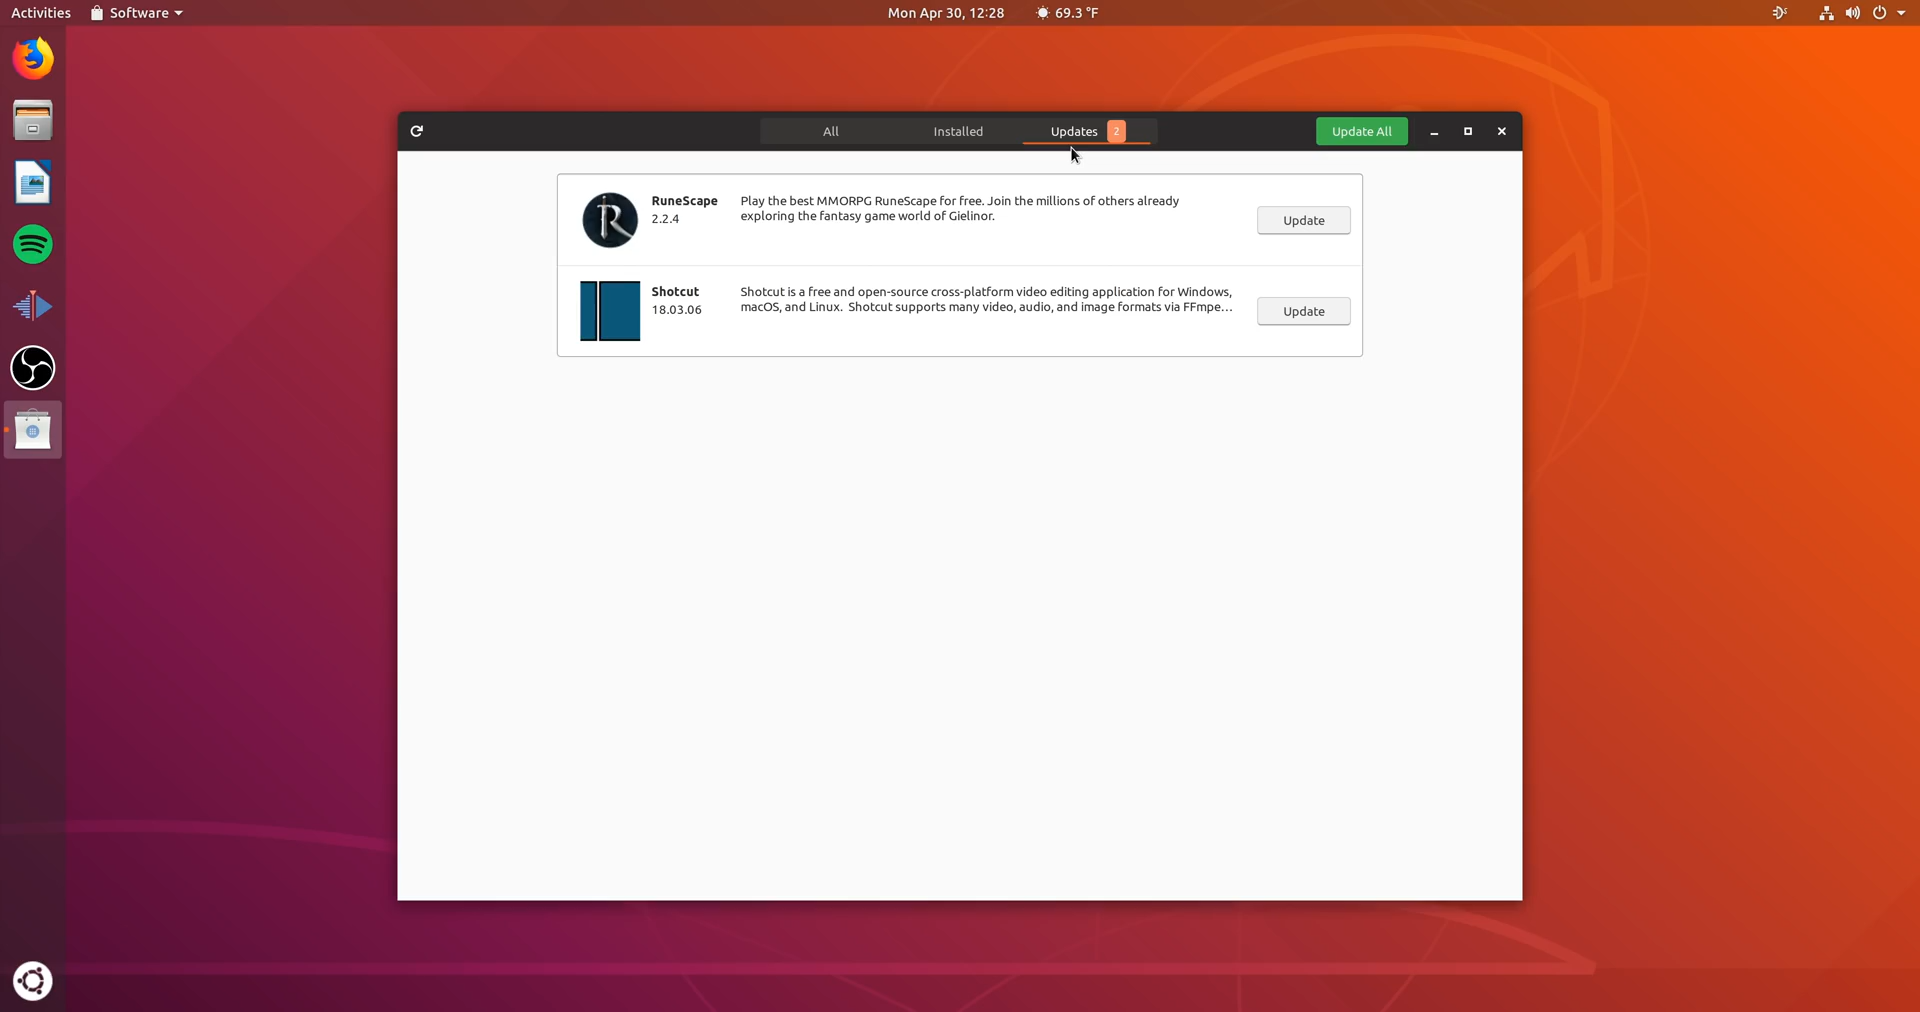 Activities Software Mon Apr 30, 12:28 69.3 °F
All Installed Updates 2 Update All
RuneScape
2.2.4
Play the best MMORPG RuneScape for free. Join the millions of others already
exploring the fantasy game world of Gielinor.
Update
Shotcut
18.03.06
Shotcut is a free and open-source cross-platform video editing application for Windows,
macOS, and Linux. Shotcut supports many video, audio, and image formats via FFmpe...
Update